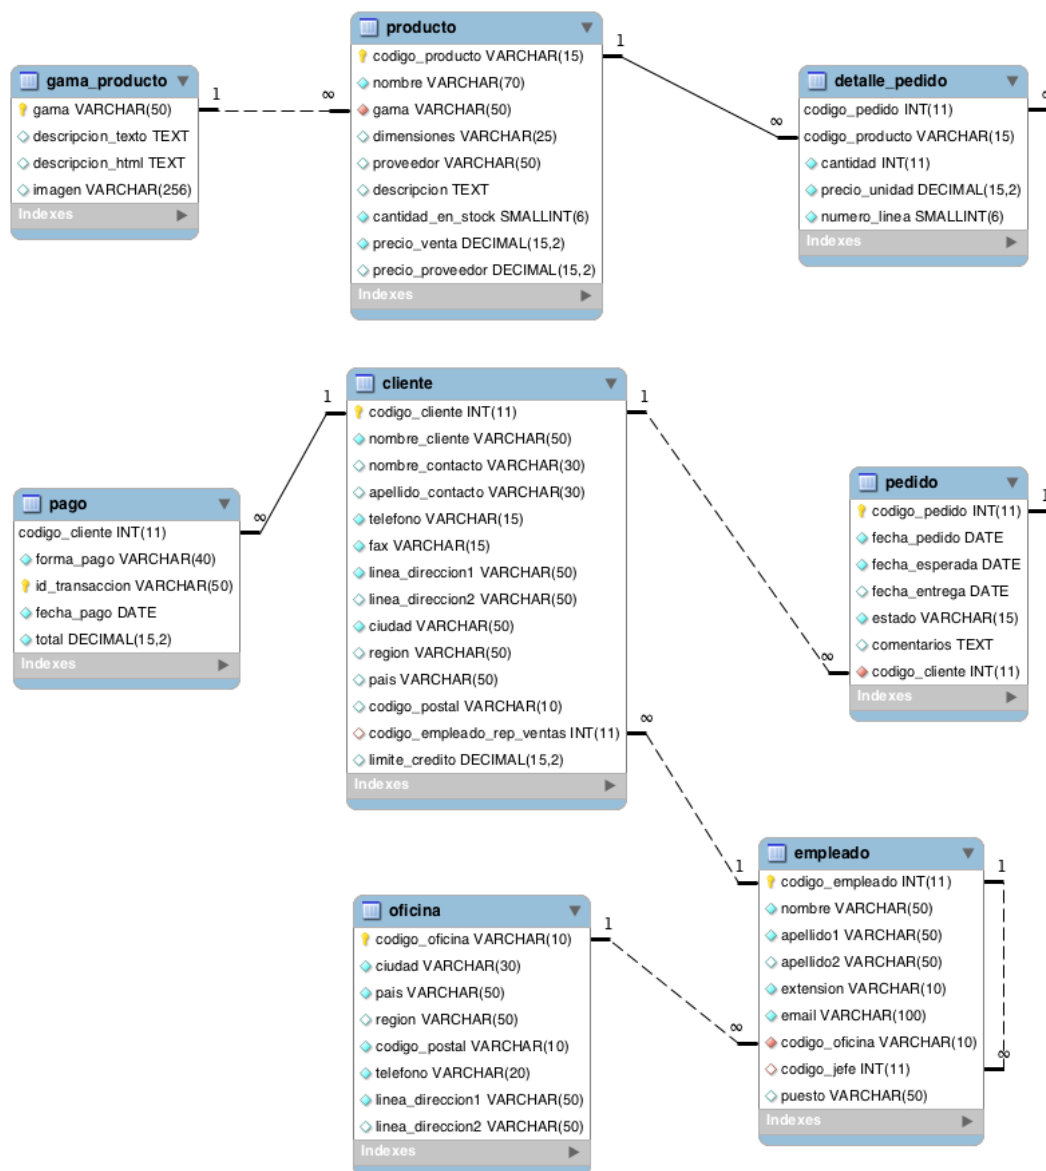 producto
codigo_producto VARCHAR(15)
nombre VARCHAR(70)
gama VARCHAR(50)
dimensiones VARCHAR(25)
proveedor VARCHAR(50)
descripcion TEXT
cantidad_en_stock SMALLINT(6)
precio_venta DECIMAL(15,2)
precio_proveedor DECIMAL(15,2)
Indexes
1
∞
gama_producto
gama VARCHAR(50)
descripcion_texto TEXT
descripcion_html TEXT
imagen VARCHAR(256)
Indexes
1
∞
detalle_pedido
codigo_pedido INT(11)
codigo_producto VARCHAR(15)
cantidad INT(11)
precio_unidad DECIMAL(15,2)
numero_linea SMALLINT(6)
Indexes
∞
cliente
codigo_cliente INT(11)
nombre_cliente VARCHAR(50)
nombre_contacto VARCHAR(30)
apellido_contacto VARCHAR(30)
telefono VARCHAR(15)
fax VARCHAR(15)
linea_direccion1 VARCHAR(50)
linea_direccion2 VARCHAR(50)
ciudad VARCHAR(50)
region VARCHAR(50)
pais VARCHAR(50)
codigo_postal VARCHAR(10)
codigo_empleado_rep_ventas INT(11)
limite_credito DECIMAL(15,2)
Indexes
1
1
∞
pago
codigo_cliente INT(11)
forma_pago VARCHAR(40)
id_transaccion VARCHAR(50)
fecha_pago DATE
total DECIMAL(15,2)
Indexes
∞
pedido
codigo_pedido INT(11)
fecha_pedido DATE
fecha_esperada DATE
fecha_entrega DATE
estado VARCHAR(15)
comentarios TEXT
codigo_cliente INT(11)
Indexes
1
∞
oficina
codigo_oficina VARCHAR(10)
ciudad VARCHAR(30)
pais VARCHAR(50)
region VARCHAR(50)
codigo_postal VARCHAR(10)
telefono VARCHAR(20)
linea_direccion1 VARCHAR(50)
linea_direccion2 VARCHAR(50)
Indexes
1
∞
empleado
codigo_empleado INT(11)
nombre VARCHAR(50)
apellido1 VARCHAR(50)
apellido2 VARCHAR(50)
extension VARCHAR(10)
email VARCHAR(100)
codigo_oficina VARCHAR(10)
codigo_jefe INT(11)
puesto VARCHAR(50)
Indexes
1
1
∞